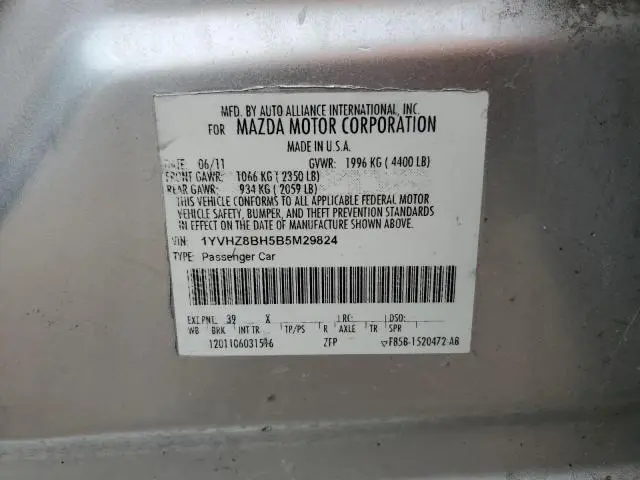 MFD. BY AUTO ALLIANCE INTERNATIONAL, INC.
FOR MAZDA MOTOR CORPORATION
MADE IN U.S.A.
DATE 06/11 GVWR: 1996 KG (4400 LB)
FRONT GAWR: 1066 KG (2350 LB)
REAR GAWR: 934 KG (2059 LB)
THIS VEHICLE CONFORMS TO ALL APPLICABLE FEDERAL MOTOR
VEHICLE SAFETY, BUMPER, AND THEFT PREVENTION STANDARDS
IN EFFECT ON THE DATE OF MANUFACTURE SHOWN ABOVE.
VIN: 1YVHZ8BH5B5M29824
TYPE: Passenger Car
EXT PNT: 39 X RC: DSO:
WB BRK INT TR TP/PS R AXLE TR SPR
ZFP F85B-1520472-AB